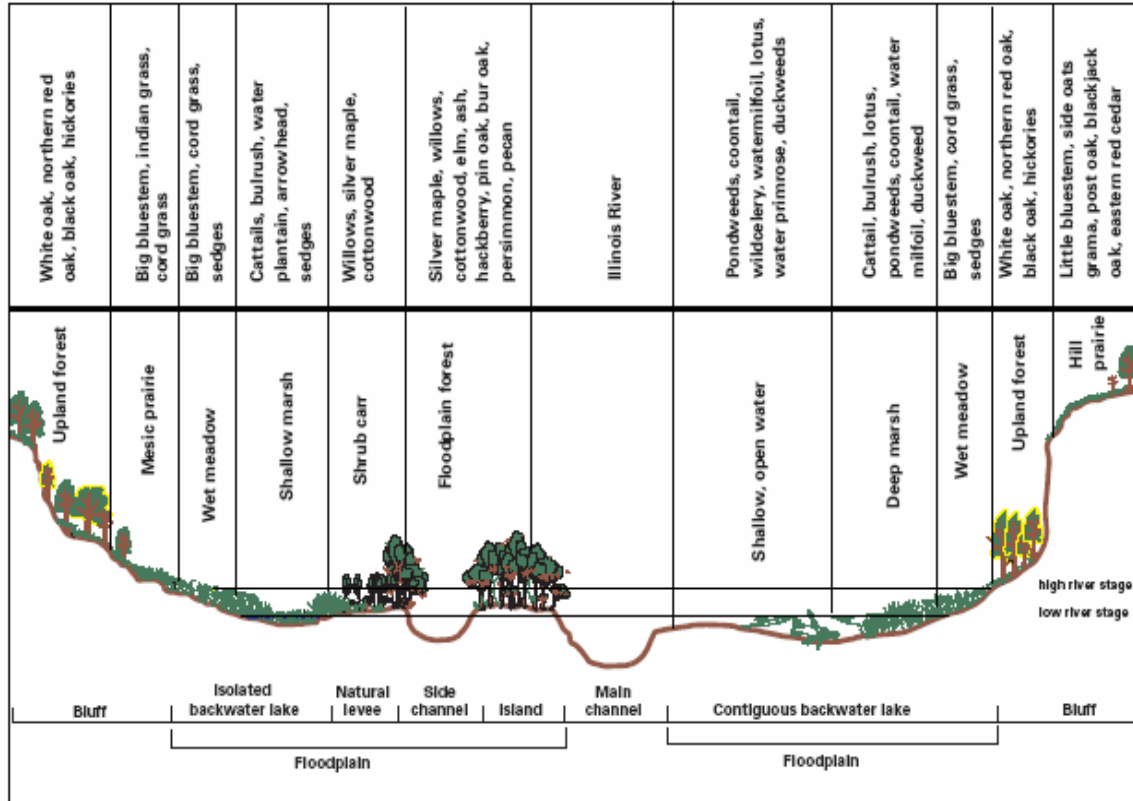 White oak, northern red
oak, black oak, hickories
Big bluestem, indian grass,
cord grass
Big bluestem, cord grass,
sedges
Cattails, bulrush, water
plantain, arrowhead,
sedges
Willows, silver maple,
cottonwood
Silver maple, willows,
cottonwood, elm, ash,
hackberry, pin oak, bur oak,
persimmon, pecan
Illinois River
Pondweeds, coontail,
wildcelery, watermilfoil, lotus,
water primrose, duckweeds
Cattail, bulrush, lotus,
pondweeds, coontail, water
milfoil, duckweed
Big bluestem, cord grass,
sedges
White oak, northern red oak,
black oak, hickories
Little bluestem, side oats
grama, post oak, blackjack
oak, eastern red cedar
Upland forest
Mesic prairie
Wet meadow
Shallow marsh
Shrub carr
Floodplain forest
Shallow, open water
Deep marsh
Wet meadow
Upland forest
Hill
prairie
high river stage
low river stage
Bluff
Isolated
backwater lake
Natural
levee
Side
channel
Island
Main
channel
Contiguous backwater lake
Bluff
Floodplain
Floodplain